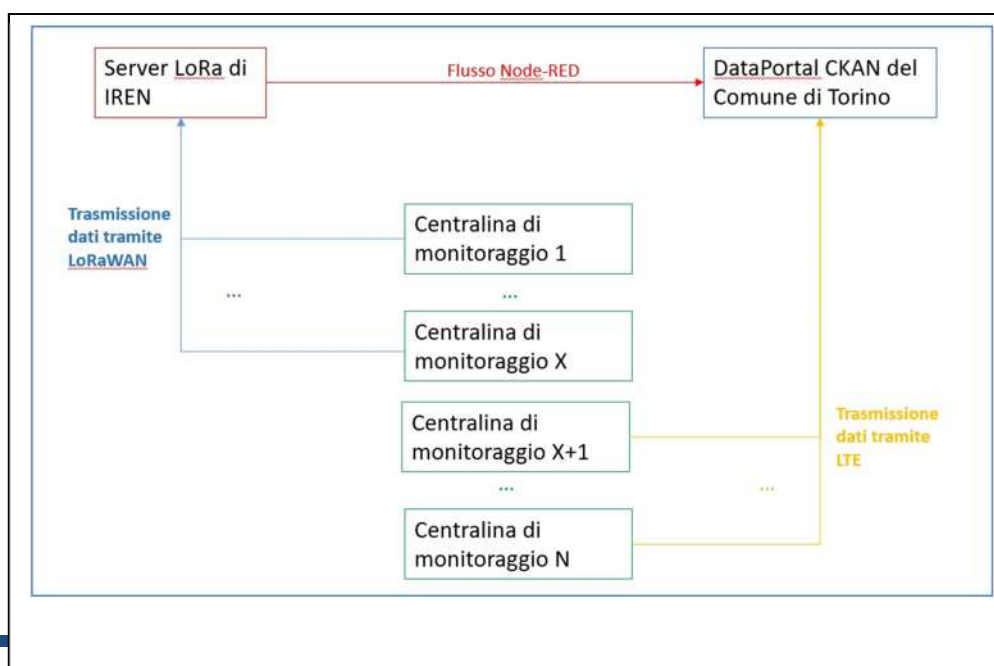 Server LoRa di
IREN
Flusso Node-RED
DataPortal CKAN del
Comune di Torino
Trasmissione
dati tramite
LoRaWAN
...
Centralina di
monitoraggio 1
...
Centralina di
monitoraggio X
Centralina di
monitoraggio X+1
...
Centralina di
monitoraggio N
Trasmissione
dati tramite
LTE
...